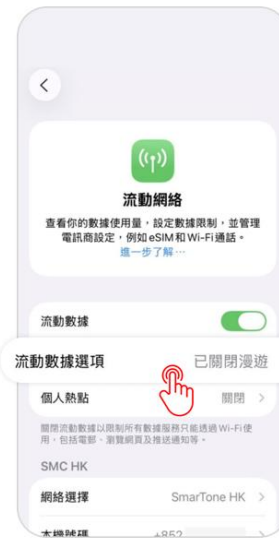 流動網絡
查看你的數據使用量，設定數據限制，並管
理電訊商設定，例如 eSIM 和 Wi-Fi 通話。
進一步了解⋯
流動數據
流動數據選項 已關閉漫遊
個人熱點 關閉
關閉流動數據以限制所有數據服務只能透過 Wi-Fi 使
用，包括電郵、瀏覽網頁及推送通知等。
SMC HK
網絡選擇 SmarTone HK
本機號碼 +852